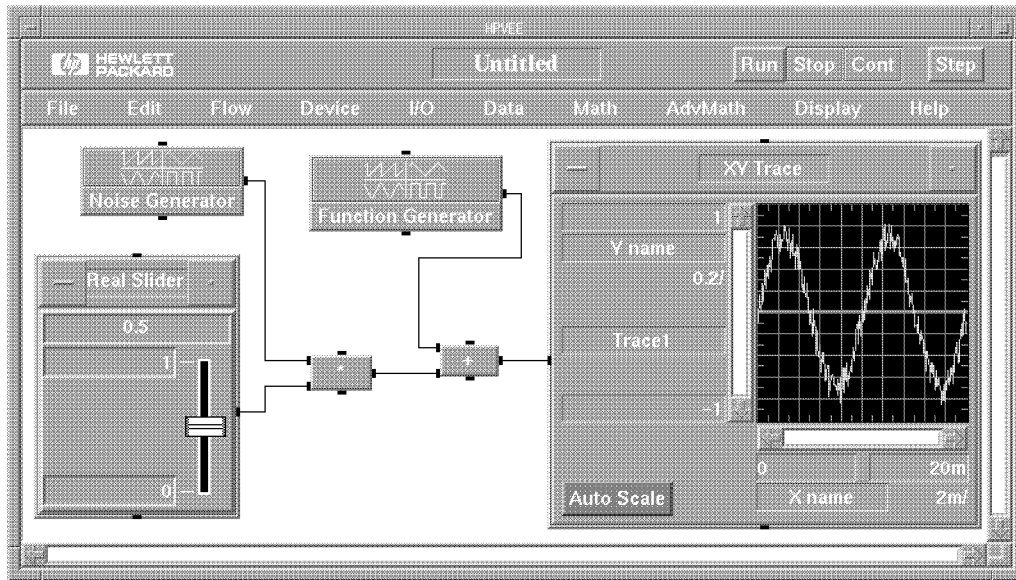 HPVEE
hp HEWLETT
PACKARD
Untitled
Run Stop Cont Step
File Edit Flow Device I/O Data Math AdvMath Display Help
Noise Generator
Function Generator
XY Trace
1
Y name
0.2/
Trace1
-1
Real Slider
0.5
1
0
*
+
0 20m
Auto Scale
X name
2m/